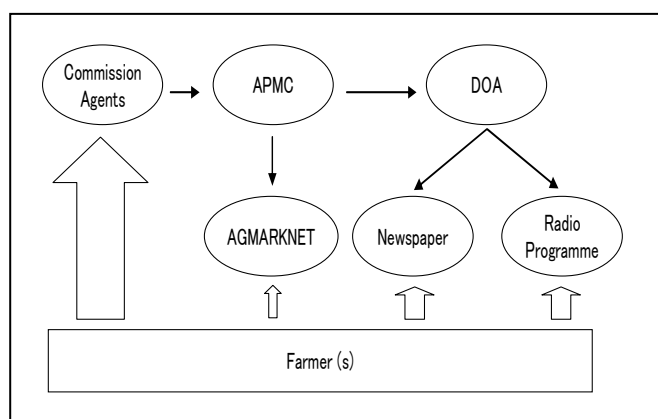 Commission
Agents
APMC
DOA
AGMARKNET
Newspaper
Radio
Programme
Farmer(s)